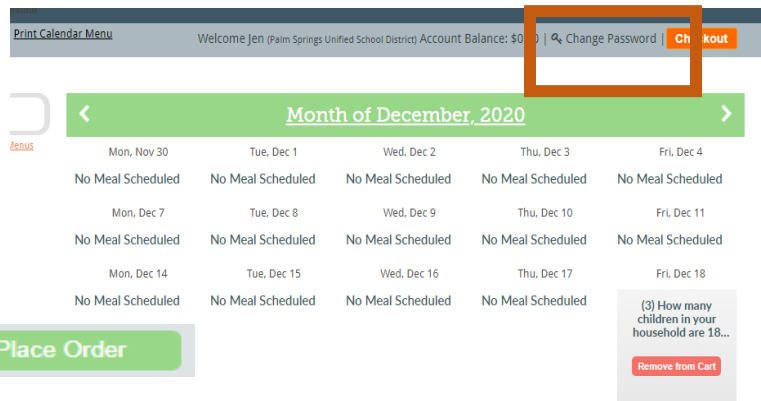 Print Calendar Menu
Welcome Jen (Palm Springs Unified School District) Account Balance: | Change Password |
Menus
Month of December, 2020
Mon, Nov 30 Tue, Dec 1 Wed, Dec 2 Thu, Dec 3 Fri, Dec 4
No Meal Scheduled No Meal Scheduled No Meal Scheduled No Meal Scheduled No Meal Scheduled
Mon, Dec 7 Tue, Dec 8 Wed, Dec 9 Thu, Dec 10 Fri, Dec 11
No Meal Scheduled No Meal Scheduled No Meal Scheduled No Meal Scheduled No Meal Scheduled
Mon, Dec 14 Tue, Dec 15 Wed, Dec 16 Thu, Dec 17 Fri, Dec 18
No Meal Scheduled No Meal Scheduled No Meal Scheduled No Meal Scheduled
(3) How many
children in your
household are 18...
Remove from Cart
Place Order